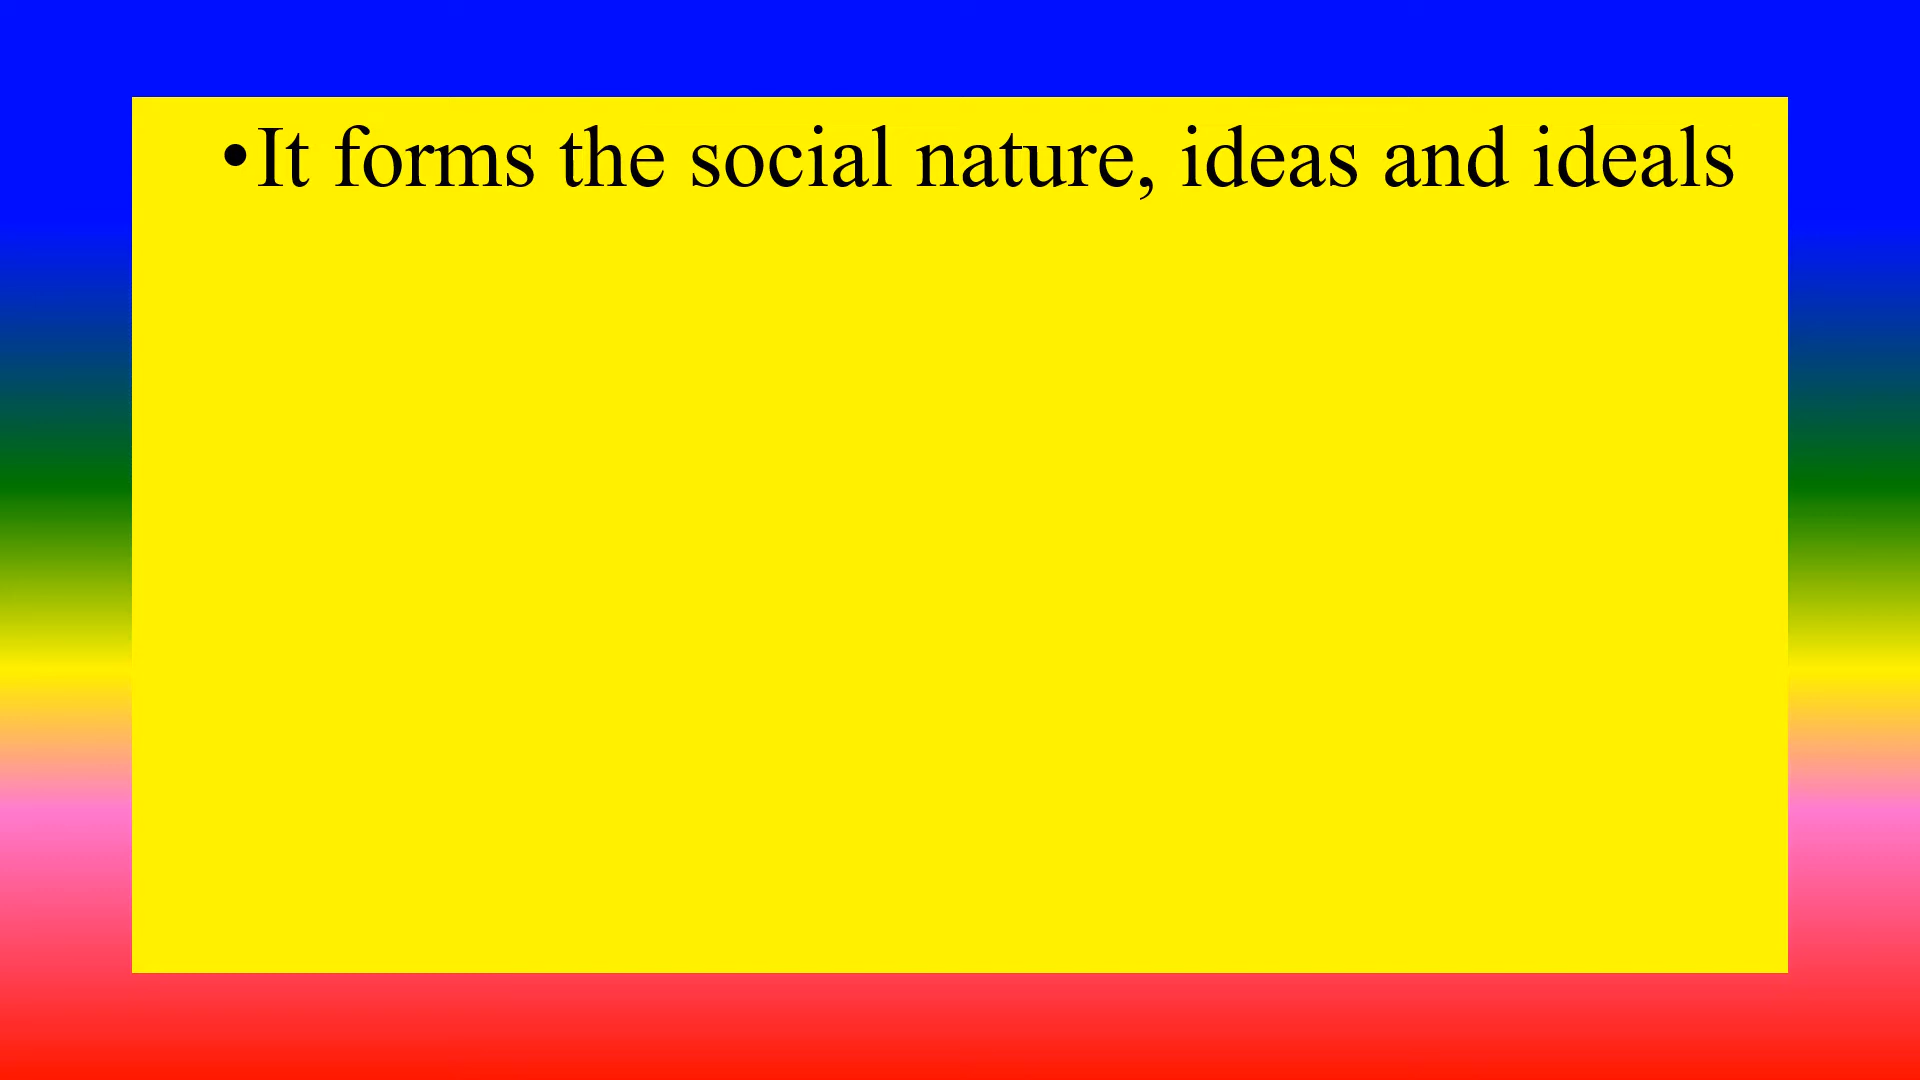 •It forms the social nature, ideas and ideals